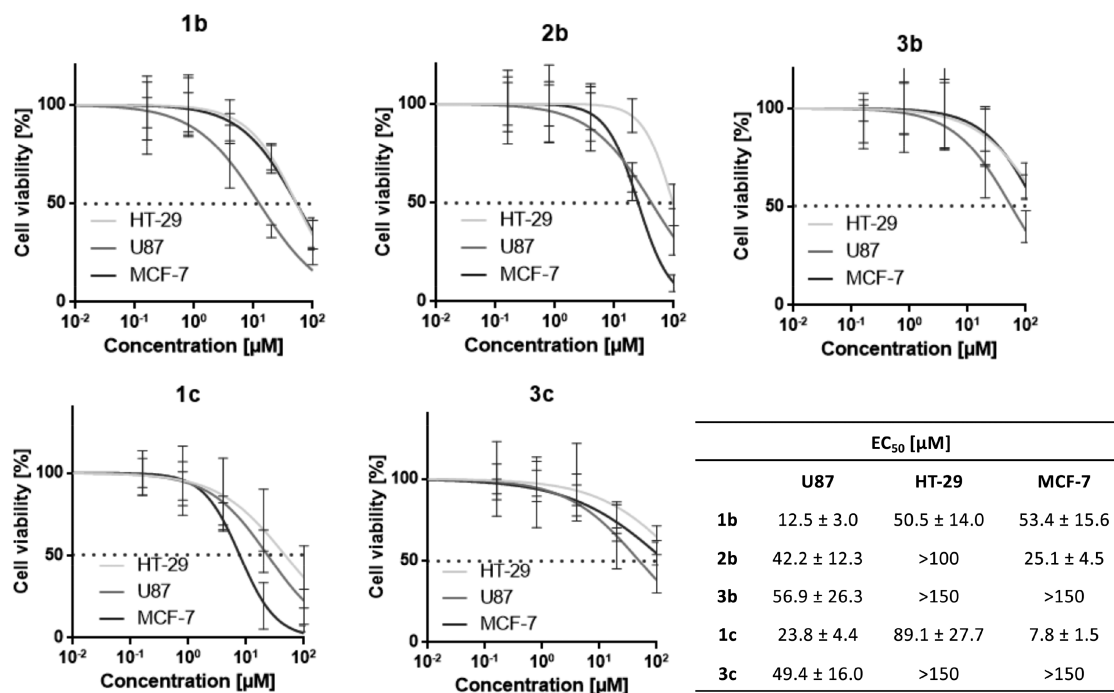 1b
Cell viability [%]
100
50
0
HT-29
U87
MCF-7
10⁻² 10⁻¹ 10⁰ 10¹ 10²
Concentration [µM]
2b
Cell viability [%]
100
50
0
HT-29
U87
MCF-7
10⁻² 10⁻¹ 10⁰ 10¹ 10²
Concentration [µM]
3b
Cell viability [%]
100
50
0
HT-29
U87
MCF-7
10⁻² 10⁻¹ 10⁰ 10¹ 10²
Concentration [µM]
1c
Cell viability [%]
100
50
0
HT-29
U87
MCF-7
10⁻² 10⁻¹ 10⁰ 10¹ 10²
Concentration [µM]
3c
Cell viability [%]
100
50
0
HT-29
U87
MCF-7
10⁻² 10⁻¹ 10⁰ 10¹ 10²
Concentration [µM]
EC₅₀ [µM]
U87 HT-29 MCF-7
1b 12.5 ± 3.0 50.5 ± 14.0 53.4 ± 15.6
2b 42.2 ± 12.3 >100 25.1 ± 4.5
3b 56.9 ± 26.3 >150 >150
1c 23.8 ± 4.4 89.1 ± 27.7 7.8 ± 1.5
3c 49.4 ± 16.0 >150 >150